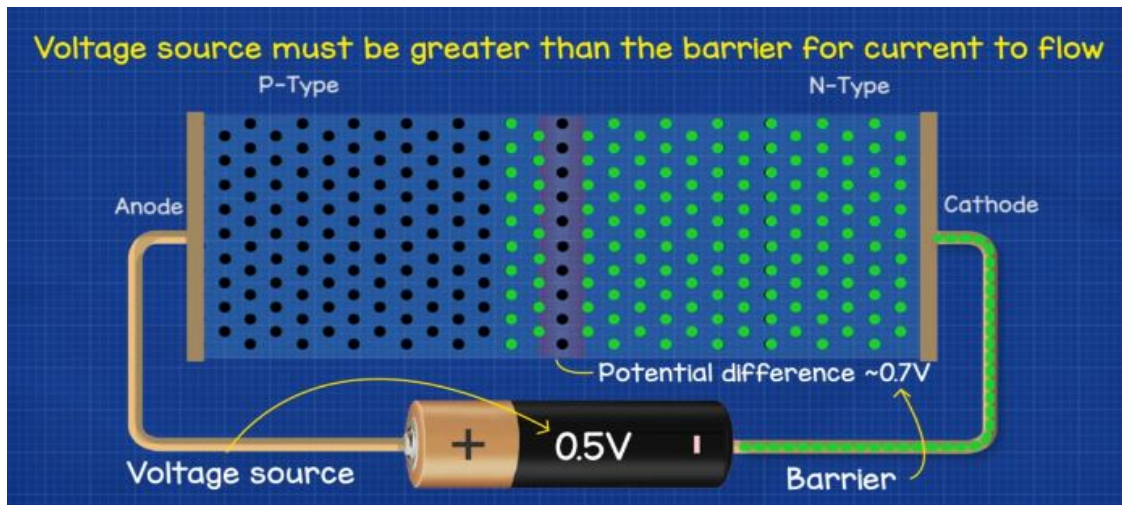 Voltage source must be greater than the barrier for current to flow
P-Type
N-Type
Anode
Cathode
Potential difference ~0.7V
+
0.5V
-
Voltage source
Barrier